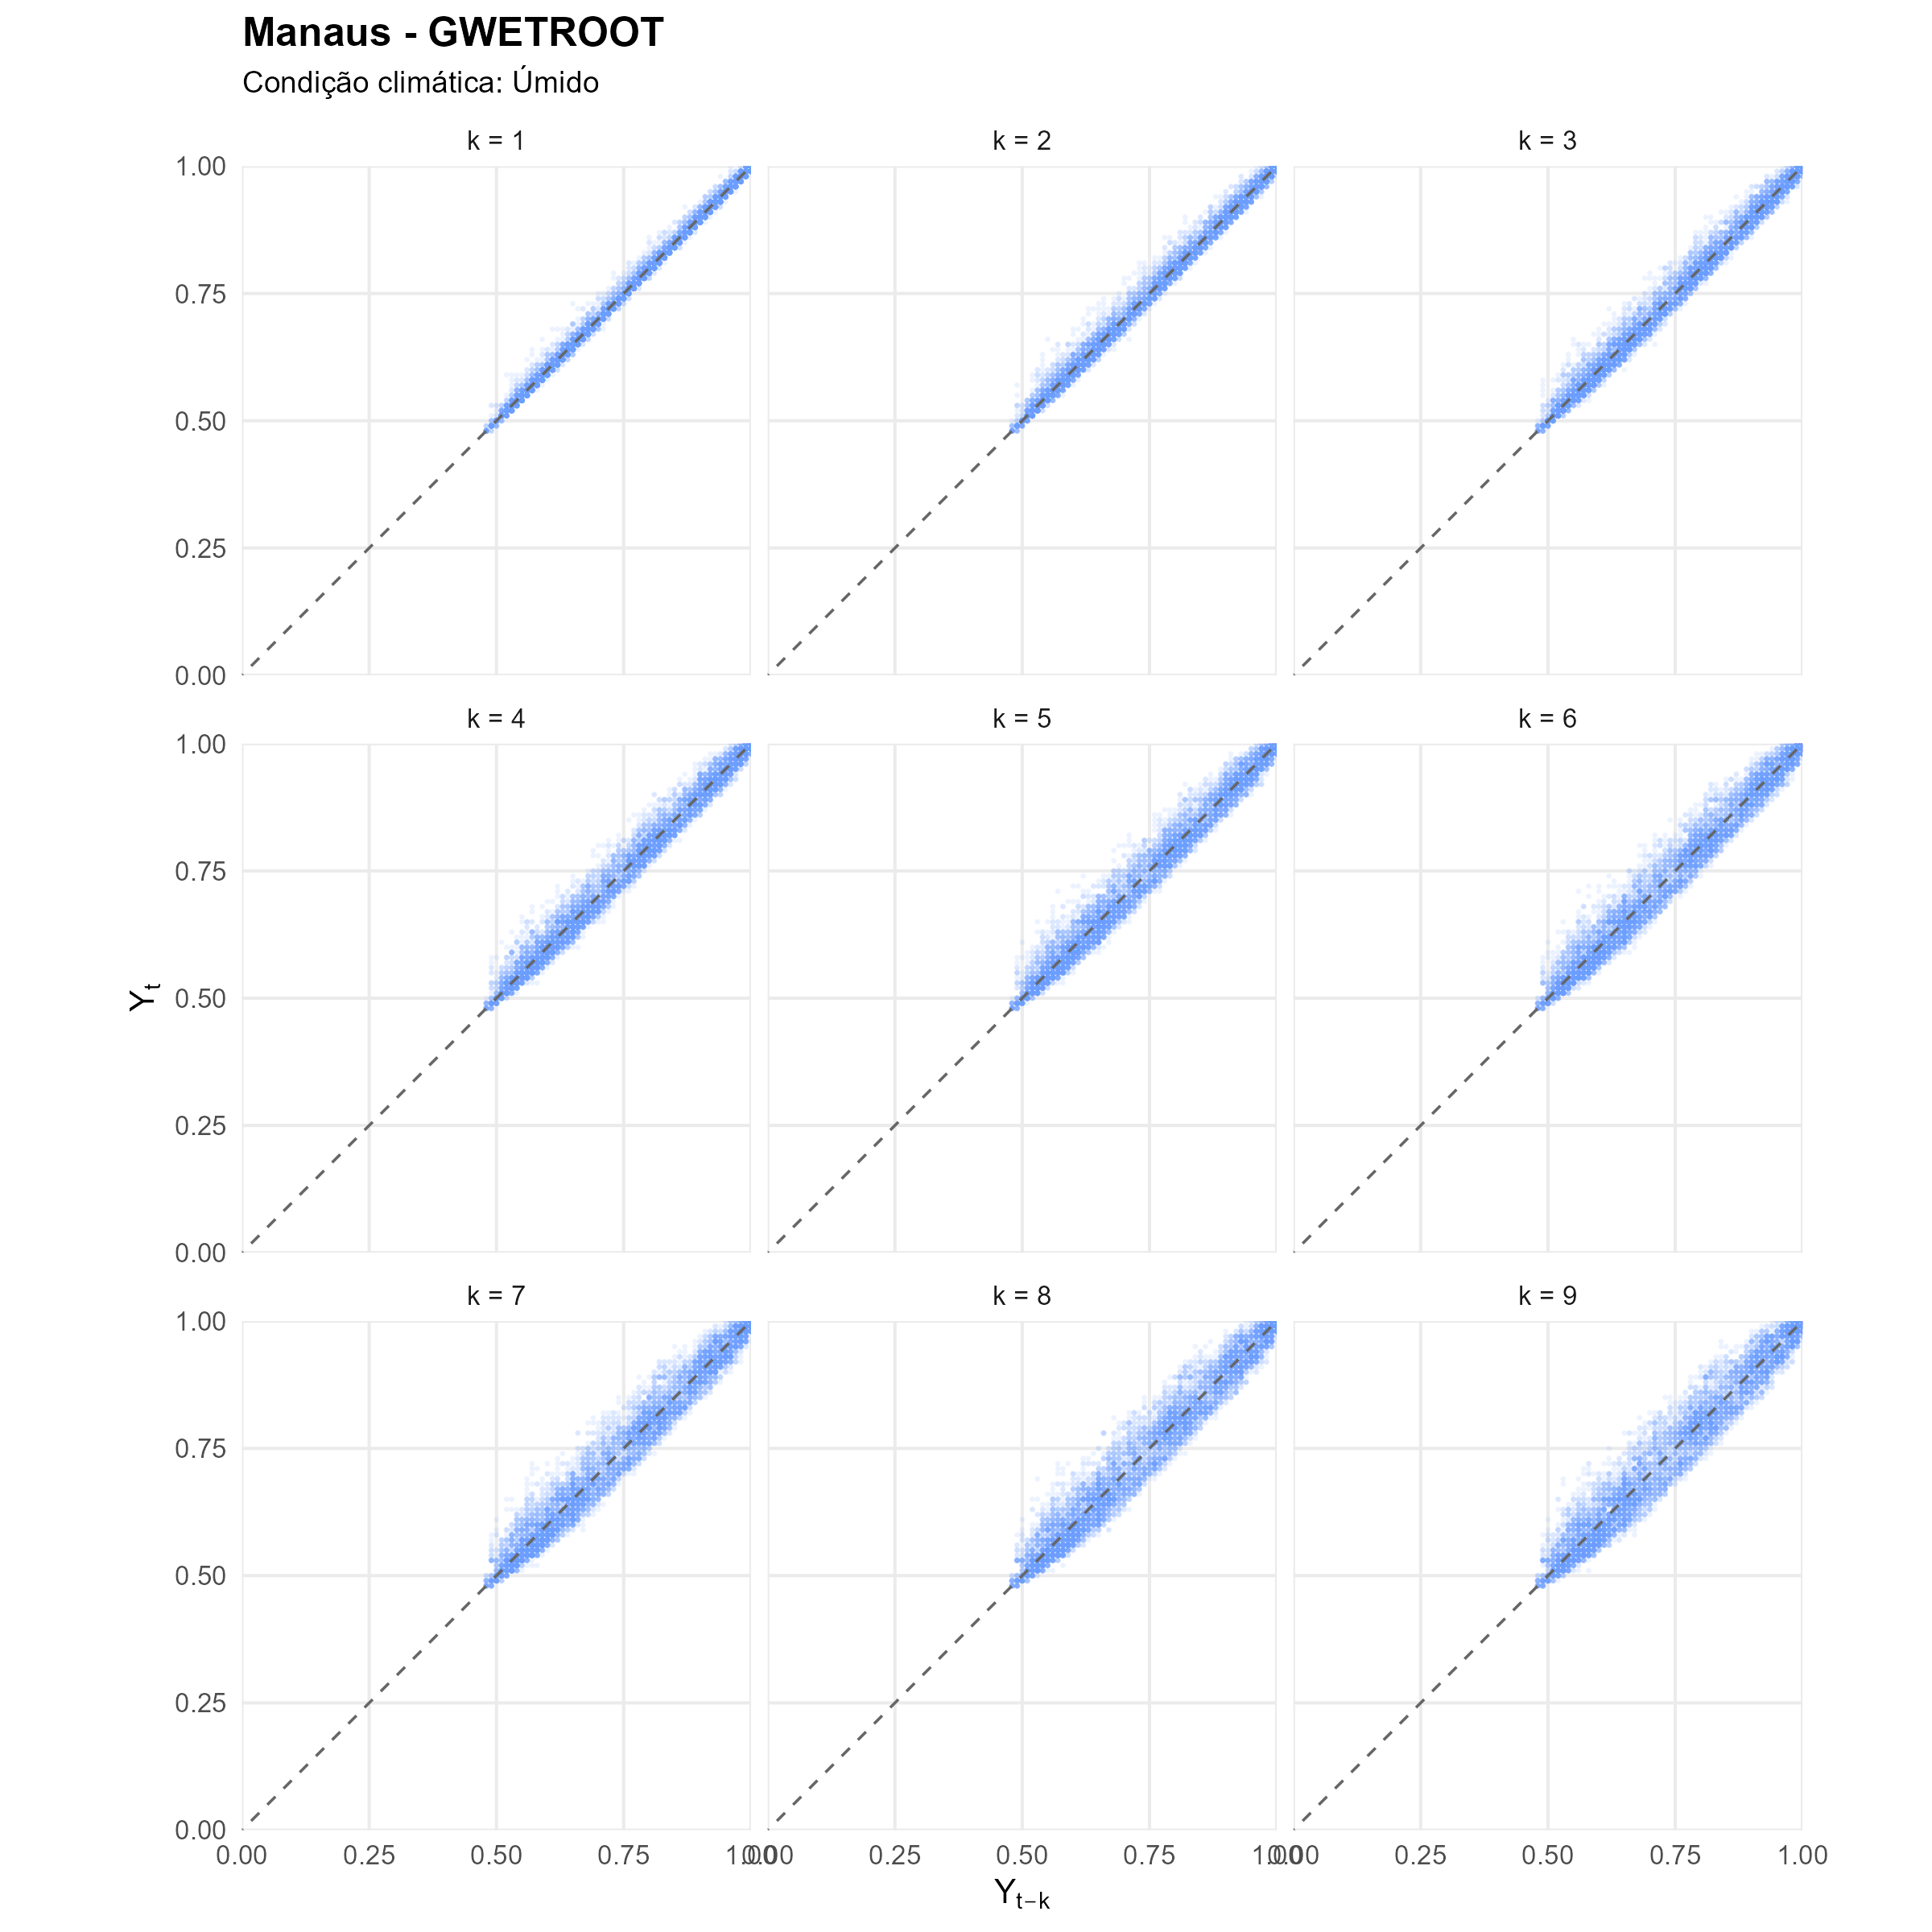 Manaus - GWETROOT
Condição climática: Úmido
k = 1
k = 2
k = 3
1.00
0.75
0.50
0.25
0.00
k = 4
k = 5
k = 6
1.00
0.75
0.50
0.25
0.00
k = 7
k = 8
k = 9
1.00
0.75
0.50
0.25
0.00
0.00 0.25 0.50 0.75 1.00 0.00 0.25 0.50 0.75 1.00 0.00 0.25 0.50 0.75 1.00
Yt
Yt−k